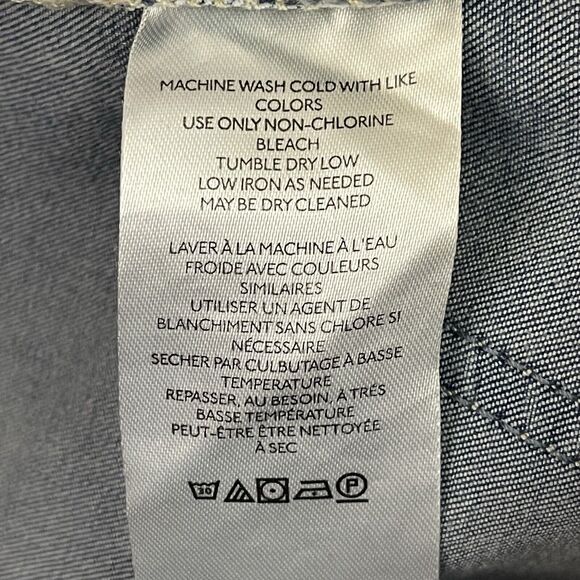 MACHINE WASH COLD WITH LIKE
COLORS
USE ONLY NON-CHLORINE
BLEACH
TUMBLE DRY LOW
LOW IRON AS NEEDED
MAY BE DRY CLEANED
LAVER À LA MACHINE À L'EAU
FROIDE AVEC COULEURS
SIMILAIRES
UTILISER UN AGENT DE
BLANCHIMENT SANS CHLORE SI
NÉCESSAIRE
SECHER PAR CULBUTAGE À BASSE
TEMPERATURE
REPASSER, AU BESOIN, À TRÉS
BASSE TEMPÉRATURE
PEUT-ÊTRE ÊTRE NETTOYÉE
À SEC
30 P